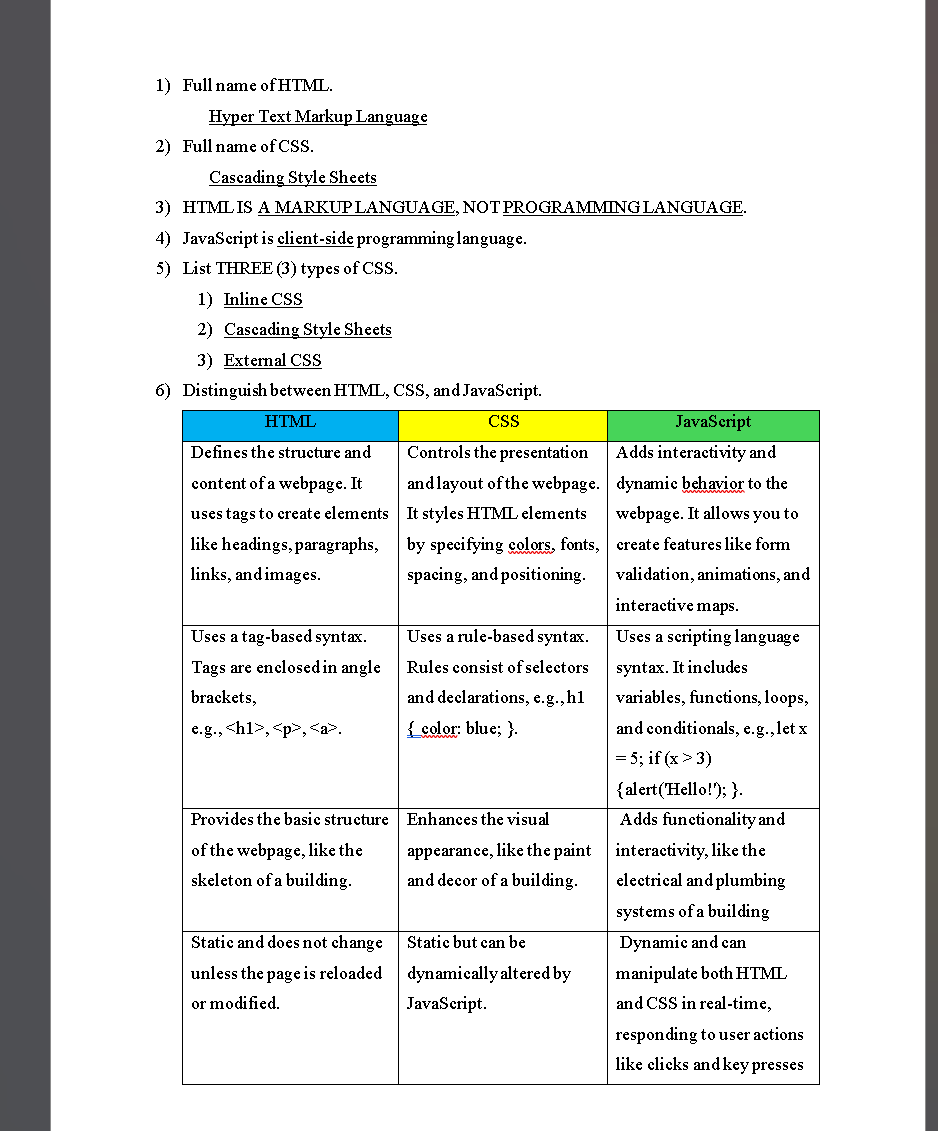 1) Full name of HTML.
Hyper Text Markup Language
2) Full name of CSS.
Cascading Style Sheets
3) HTML IS A MARKUP LANGUAGE, NOT PROGRAMMING LANGUAGE.
4) JavaScript is client-side programming language.
5) List THREE (3) types of CSS.
1) Inline CSS
2) Cascading Style Sheets
3) External CSS
6) Distinguish between HTML, CSS, and JavaScript.
HTML
CSS
JavaScript
Defines the structure and
content of a webpage. It
uses tags to create elements
like headings, paragraphs,
links, and images.
Controls the presentation
and layout of the webpage.
It styles HTML elements
by specifying colors, fonts,
spacing, and positioning.
Adds interactivity and
dynamic behavior to the
webpage. It allows you to
create features like form
validation, animations, and
interactive maps.
Uses a tag-based syntax.
Tags are enclosed in angle
brackets,
e.g., <h1>, <p>, <a>.
Uses a rule-based syntax.
Rules consist of selectors
and declarations, e.g., h1
{ color: blue; }.
Uses a scripting language
syntax. It includes
variables, functions, loops,
and conditionals, e.g., let x
= 5; if (x > 3)
{alert('Hello!'); }.
Provides the basic structure
of the webpage, like the
skeleton of a building.
Enhances the visual
appearance, like the paint
and decor of a building.
Adds functionality and
interactivity, like the
electrical and plumbing
systems of a building
Static and does not change
unless the page is reloaded
or modified.
Static but can be
dynamically altered by
JavaScript.
Dynamic and can
manipulate both HTML
and CSS in real-time,
responding to user actions
like clicks and key presses